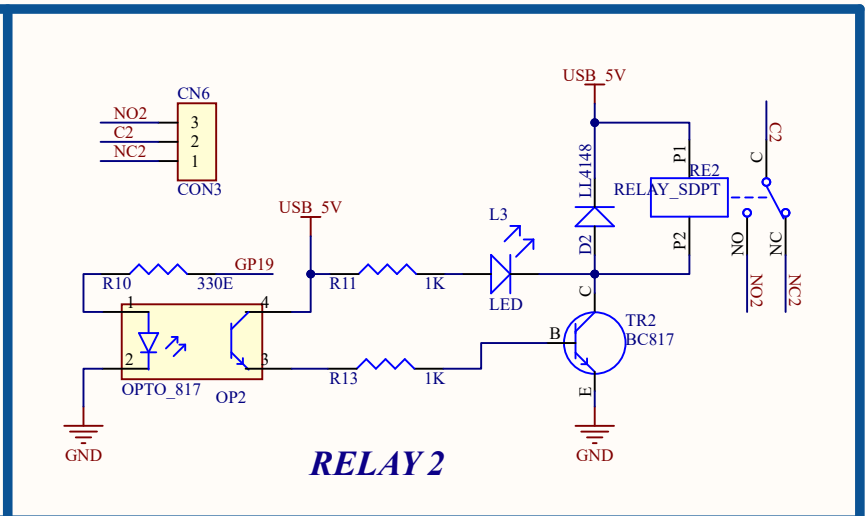 CN6
NO2
3
C2
2
NC2
1
CON3
USB_5V
P1
LL4148
D2
RE2
RELAY_SDPT
P2
C2
C
NO
NC
NO2
NC2
USB_5V
L3
LED
R10
330E
GP19
R11
1K
1
4
2
3
OPTO_817
OP2
R13
1K
B
C
E
TR2
BC817
GND
GND
RELAY 2